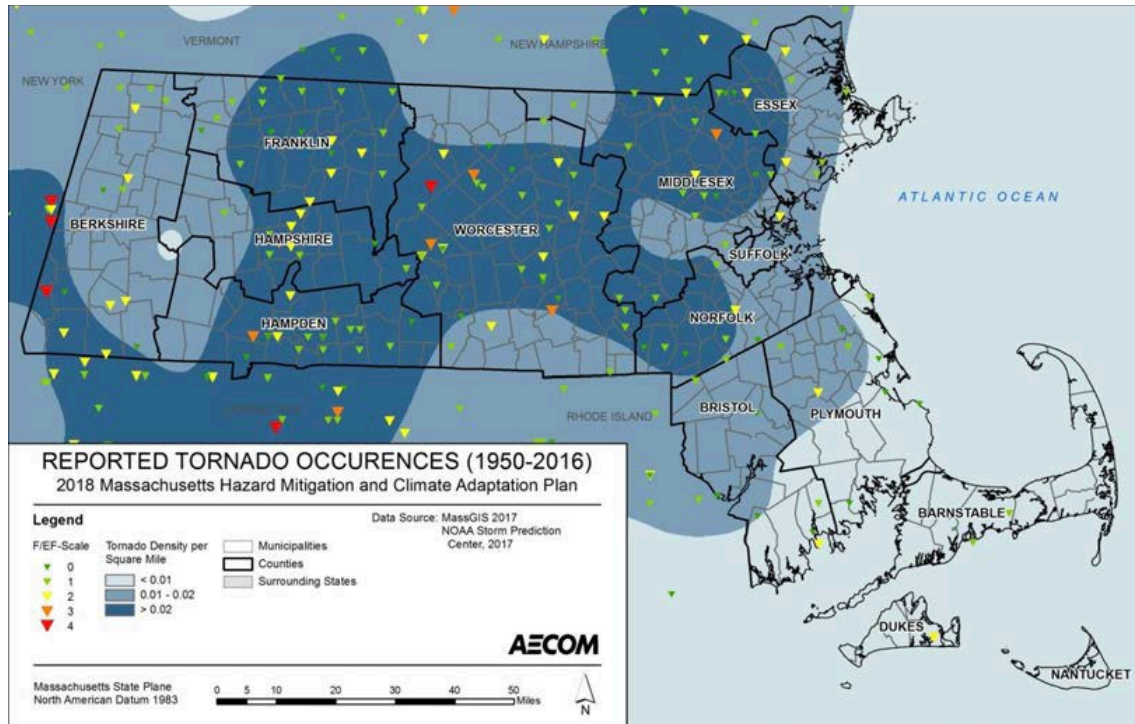 VERMONT
NEW HAMPSHIRE
NEW YORK
ESSEX
FRANKLIN
MIDDLESEX
ATLANTIC OCEAN
BERKSHIRE
HAMPSHIRE
WORCESTER
SUFFOLK
NORFOLK
HAMPDEN
BRISTOL
RHODE ISLAND
PLYMOUTH
BARNSTABLE
DUKES
NANTUCKET
REPORTED TORNADO OCCURENCES (1950-2016)
2018 Massachusetts Hazard Mitigation and Climate Adaptation Plan
Legend
F/EF-Scale
0
1
2
3
4
Tornado Density per
Square Mile
< 0.01
0.01 - 0.02
> 0.02
Municipalities
Counties
Surrounding States
Data Source: MassGIS 2017
NOAA Storm Prediction
Center, 2017
AECOM
Massachusetts State Plane
North American Datum 1983
0 5 10 20 30 40 50
Miles
N